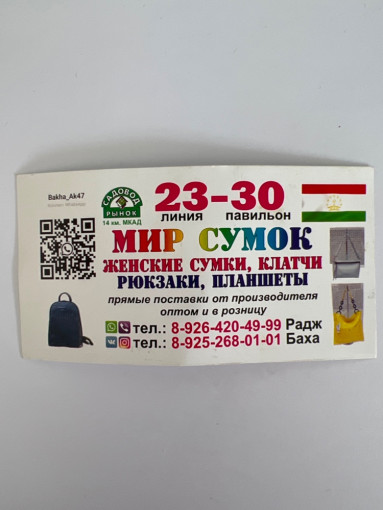 Bakha_Ak47
САДОВОД
РЫНОК
14 км. МКАД
23-30
линия павильон
МИР СУМОК
ЖЕНСКИЕ СУМКИ, КЛАТЧИ
РЮКЗАКИ, ПЛАНШЕТЫ
прямые поставки от производителя
оптом и в розницу
тел.: 8-926-420-49-99 Радж
тел.: 8-925-268-01-01 Баха